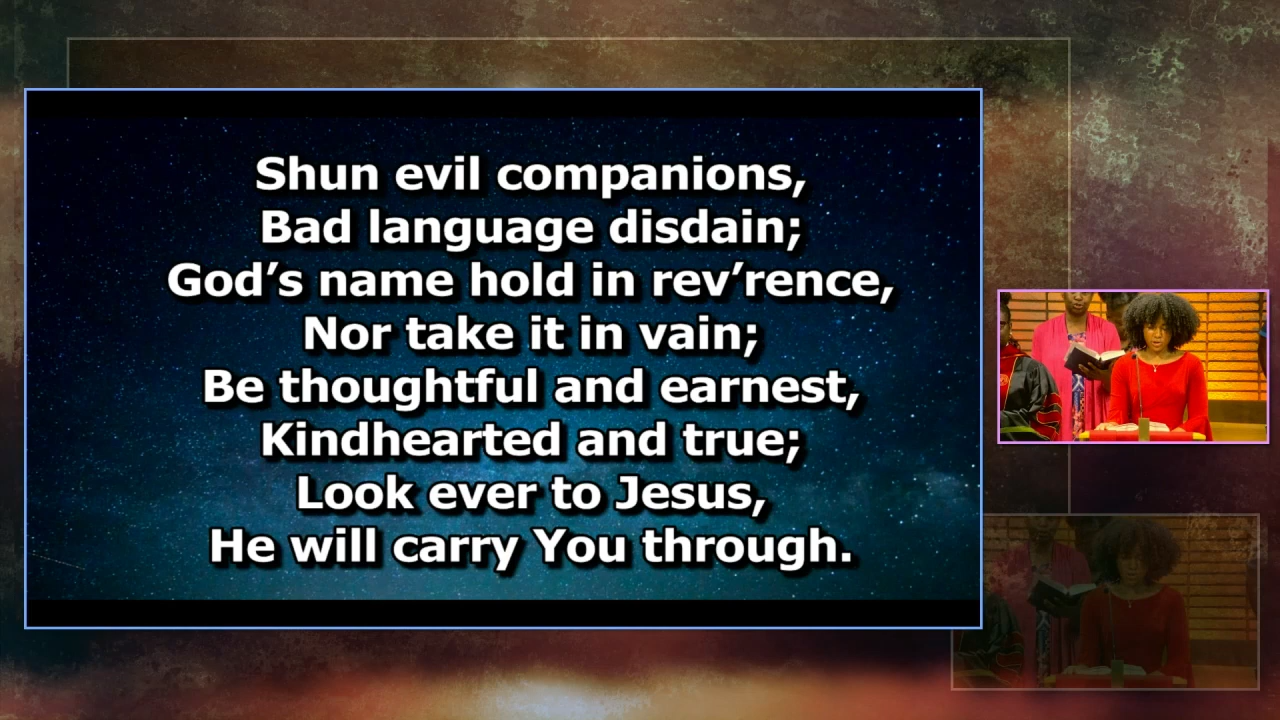 Shun evil companions,
Bad language disdain;
God’s name hold in rev’rence,
Nor take it in vain;
Be thoughtful and earnest,
Kindhearted and true;
Look ever to Jesus,
He will carry You through.